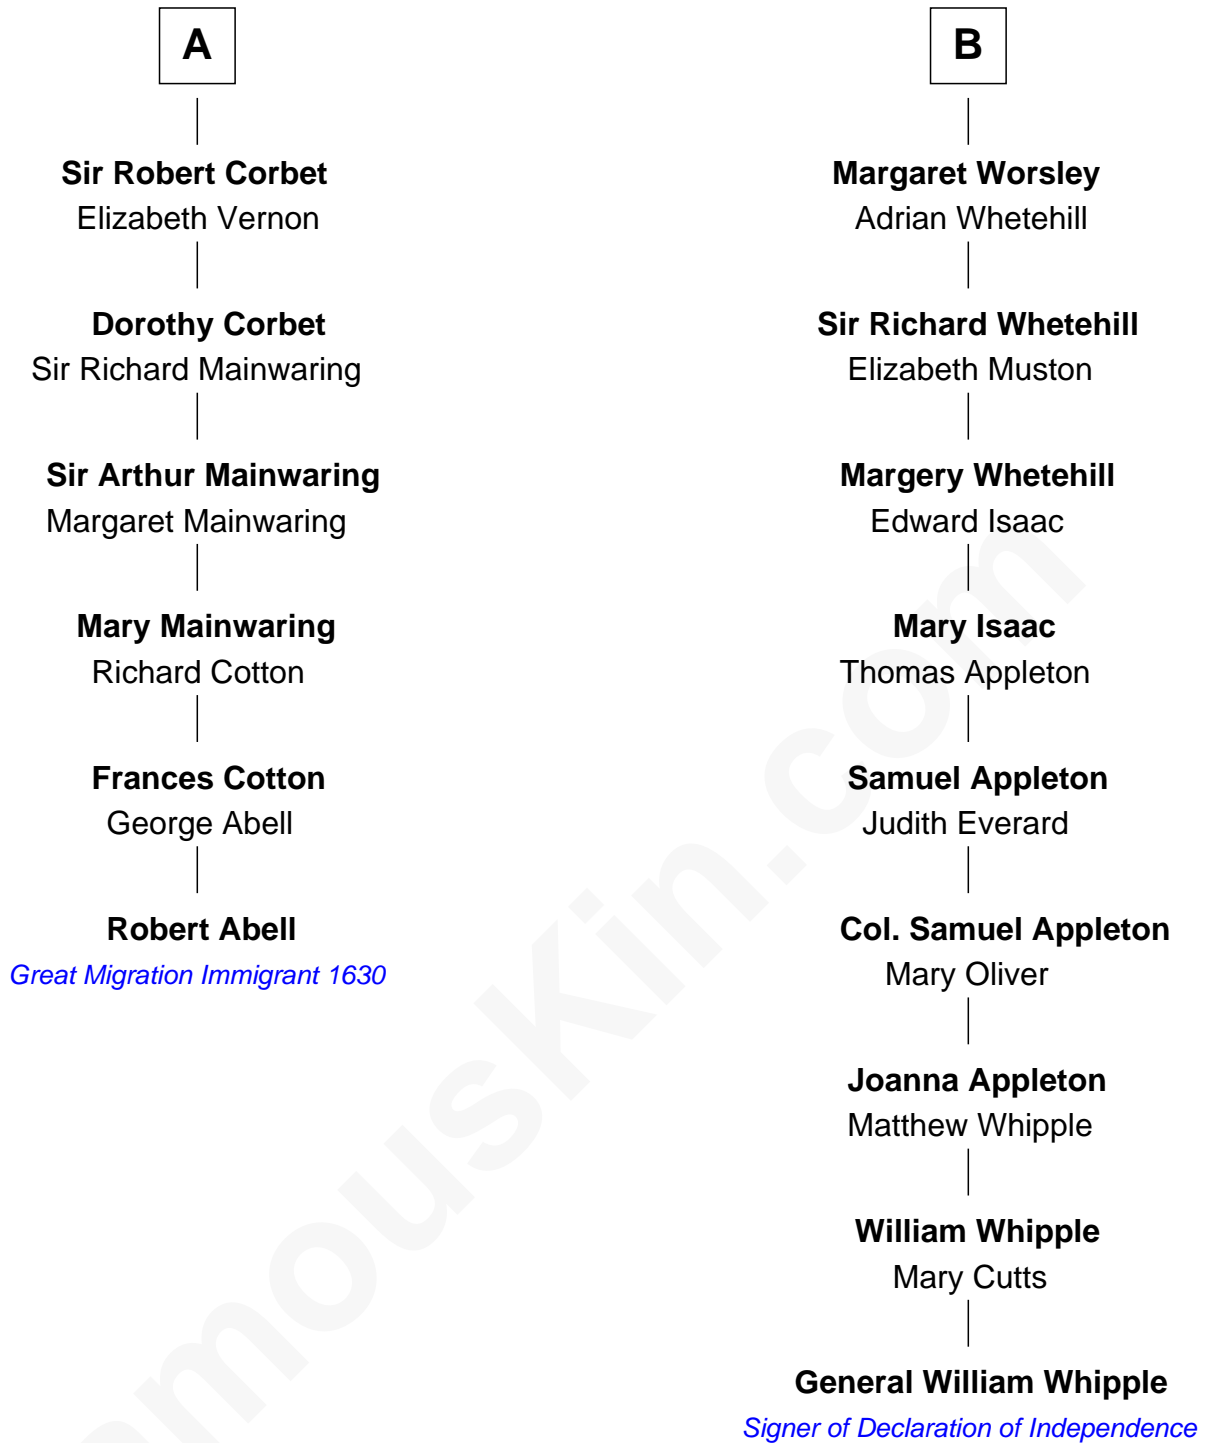 A
Sir Robert Corbet
Elizabeth Vernon
Dorothy Corbet
Sir Richard Mainwaring
Sir Arthur Mainwaring
Margaret Mainwaring
Mary Mainwaring
Richard Cotton
Frances Cotton
George Abell
Robert Abell
Great Migration Immigrant 1630
B
Margaret Worsley
Adrian Whetehill
Sir Richard Whetehill
Elizabeth Muston
Margery Whetehill
Edward Isaac
Mary Isaac
Thomas Appleton
Samuel Appleton
Judith Everard
Col. Samuel Appleton
Mary Oliver
Joanna Appleton
Matthew Whipple
William Whipple
Mary Cutts
General William Whipple
Signer of Declaration of Independence
amouskin.com